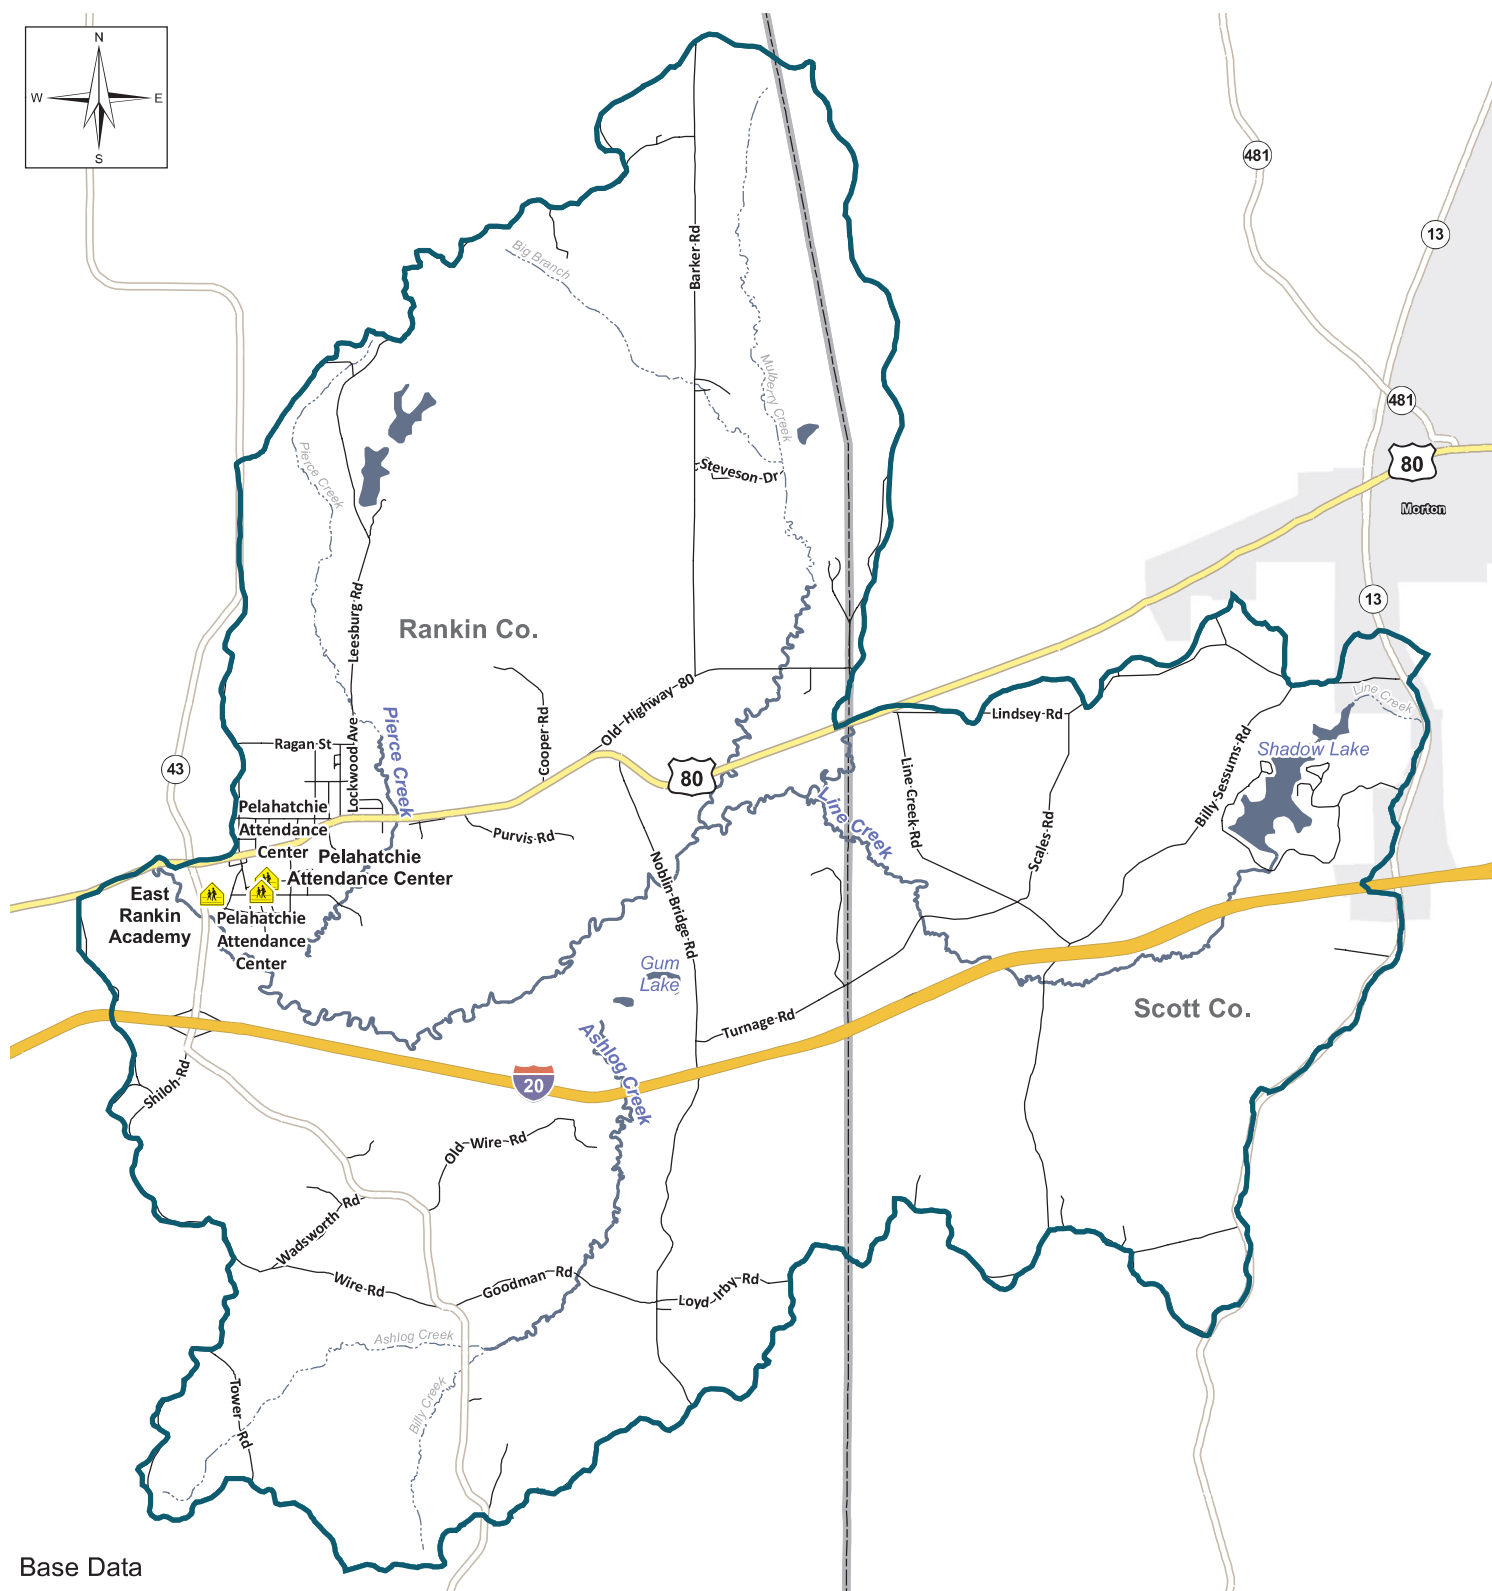 N
W
E
S
481
13
Big Branch
Barker Rd
Mulberry Creek
481
80
Morton
Pierce Creek
Steveson Dr
Leesburg Rd
Rankin Co.
13
Old Highway 80
Line Creek
Lindsey Rd
Cooper Rd
Pierce Creek
Ragan St
Lockwood Ave
43
80
Shadow Lake
Billy Sessums Rd
Line Creek Rd
Line Creek
Scales Rd
Pelahatchie
Attendance
Center
Purvis Rd
Pelahatchie
Attendance Center
Noblin Bridge Rd
East
Rankin
Academy
Pelahatchie
Attendance
Center
Gum
Lake
Scott Co.
Turnage Rd
Ashlog Creek
20
Shiloh Rd
Old Wire Rd
Wadsworth Rd
Wire Rd
Goodman Rd
Loyd Irby Rd
Ashlog Creek
Billy Creek
Tower Rd
Base Data